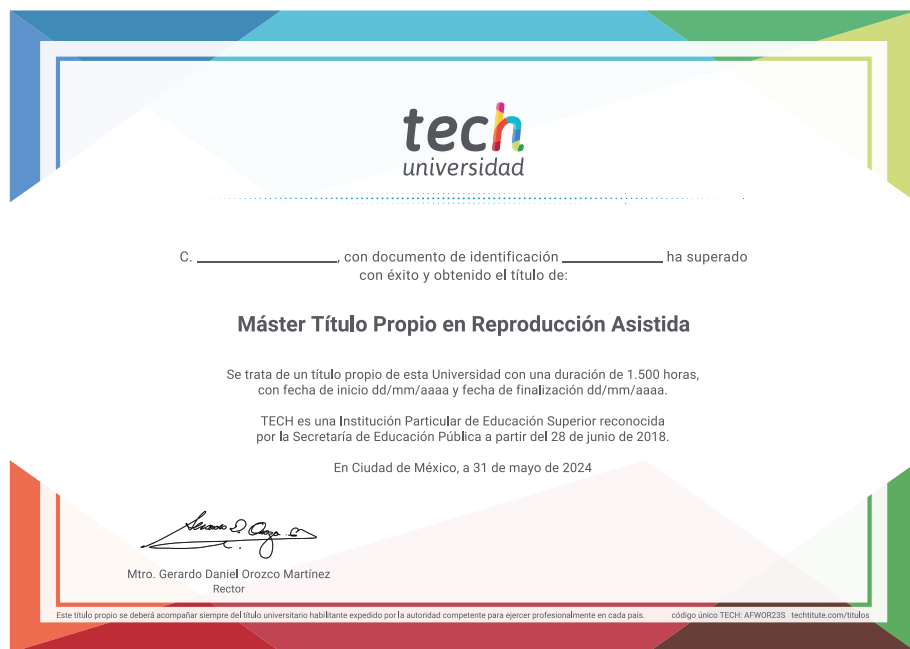 tech
universidad
C. ________________, con documento de identificación ____________ ha superado
con éxito y obtenido el título de:
Máster Título Propio en Reproducción Asistida
Se trata de un título propio de esta Universidad con una duración de 1.500 horas,
con fecha de inicio dd/mm/aaaa y fecha de finalización dd/mm/aaaa.
TECH es una Institución Particular de Educación Superior reconocida
por la Secretaría de Educación Pública a partir del 28 de junio de 2018.
En Ciudad de México, a 31 de mayo de 2024
Mtro. Gerardo Daniel Orozco Martínez
Rector
Este título propio se deberá acompañar siempre del título universitario habilitante expedido por la autoridad competente para ejercer profesionalmente en cada país. código único TECH: AFWOR23S techtitute.com/titulos